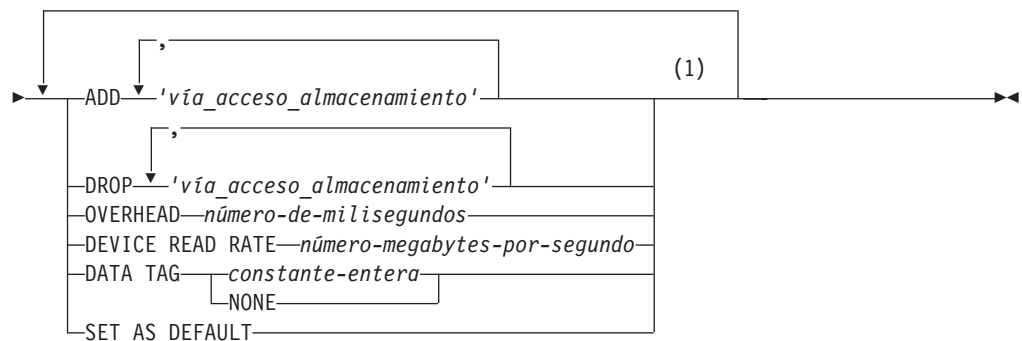 ,
(1)
ADD 'vía_acceso_almacenamiento'
,
DROP 'vía_acceso_almacenamiento'
OVERHEAD número-de-milisegundos
DEVICE READ RATE número-megabytes-por-segundo
DATA TAG constante-entera
NONE
SET AS DEFAULT